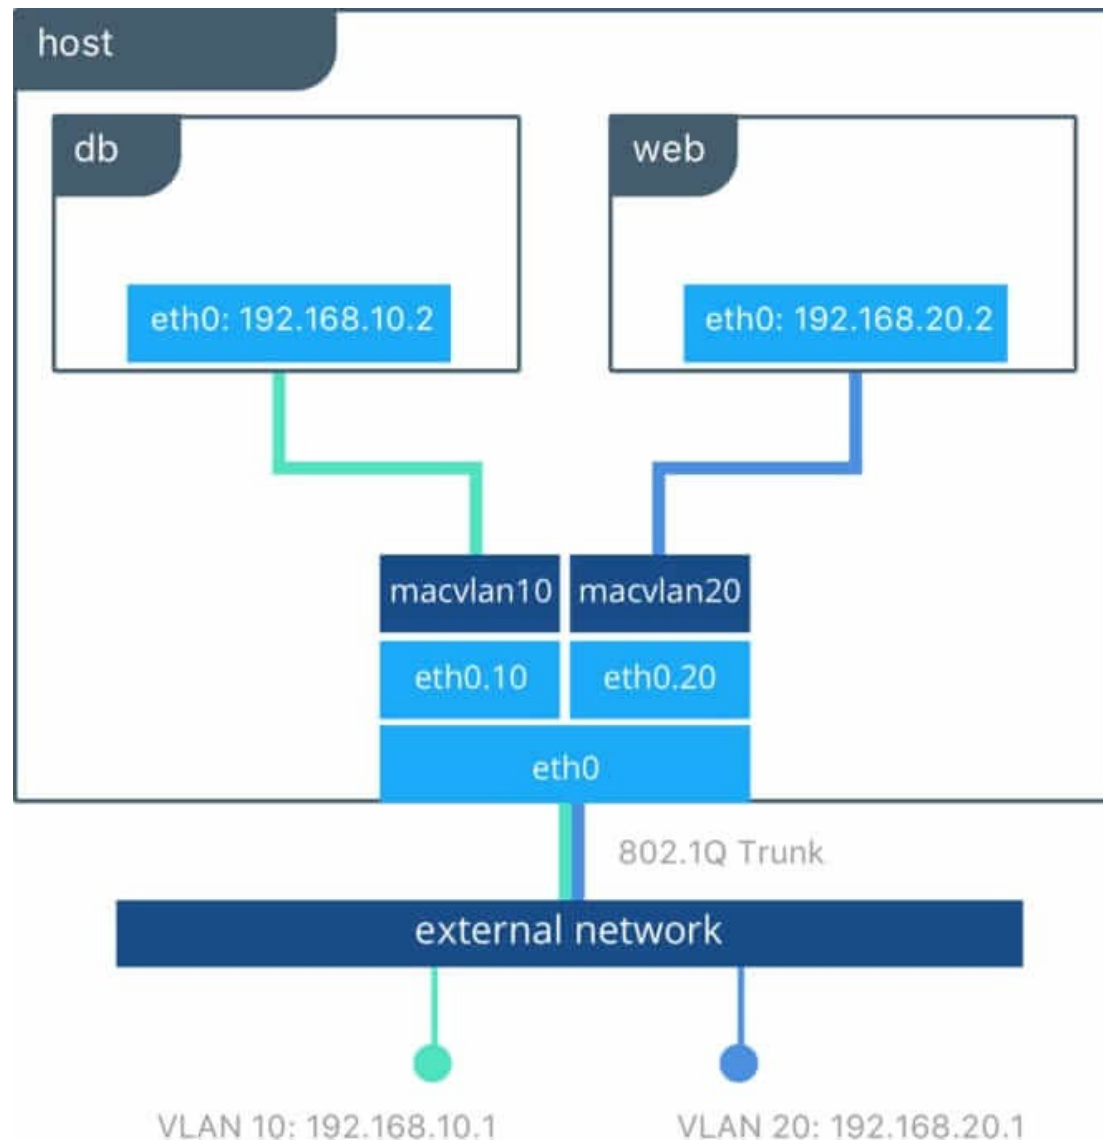 host
db
web
eth0: 192.168.10.2
eth0: 192.168.20.2
macvlan10
macvlan20
eth0.10
eth0.20
eth0
802.1Q Trunk
external network
VLAN 10: 192.168.10.1
VLAN 20: 192.168.20.1